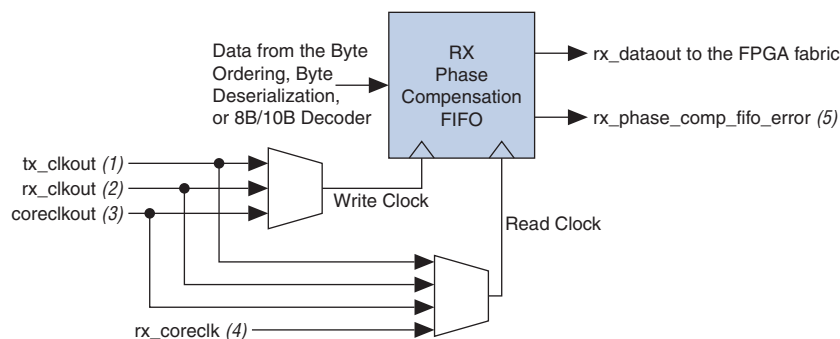 Data from the Byte
Ordering, Byte
Deserialization,
or 8B/10B Decoder
RX
Phase
Compensation
FIFO
rx_dataout to the FPGA fabric
rx_phase_comp_fifo_error (5)
tx_clkout (1)
rx_clkout (2)
coreclkout (3)
Write Clock
Read Clock
rx_coreclk (4)